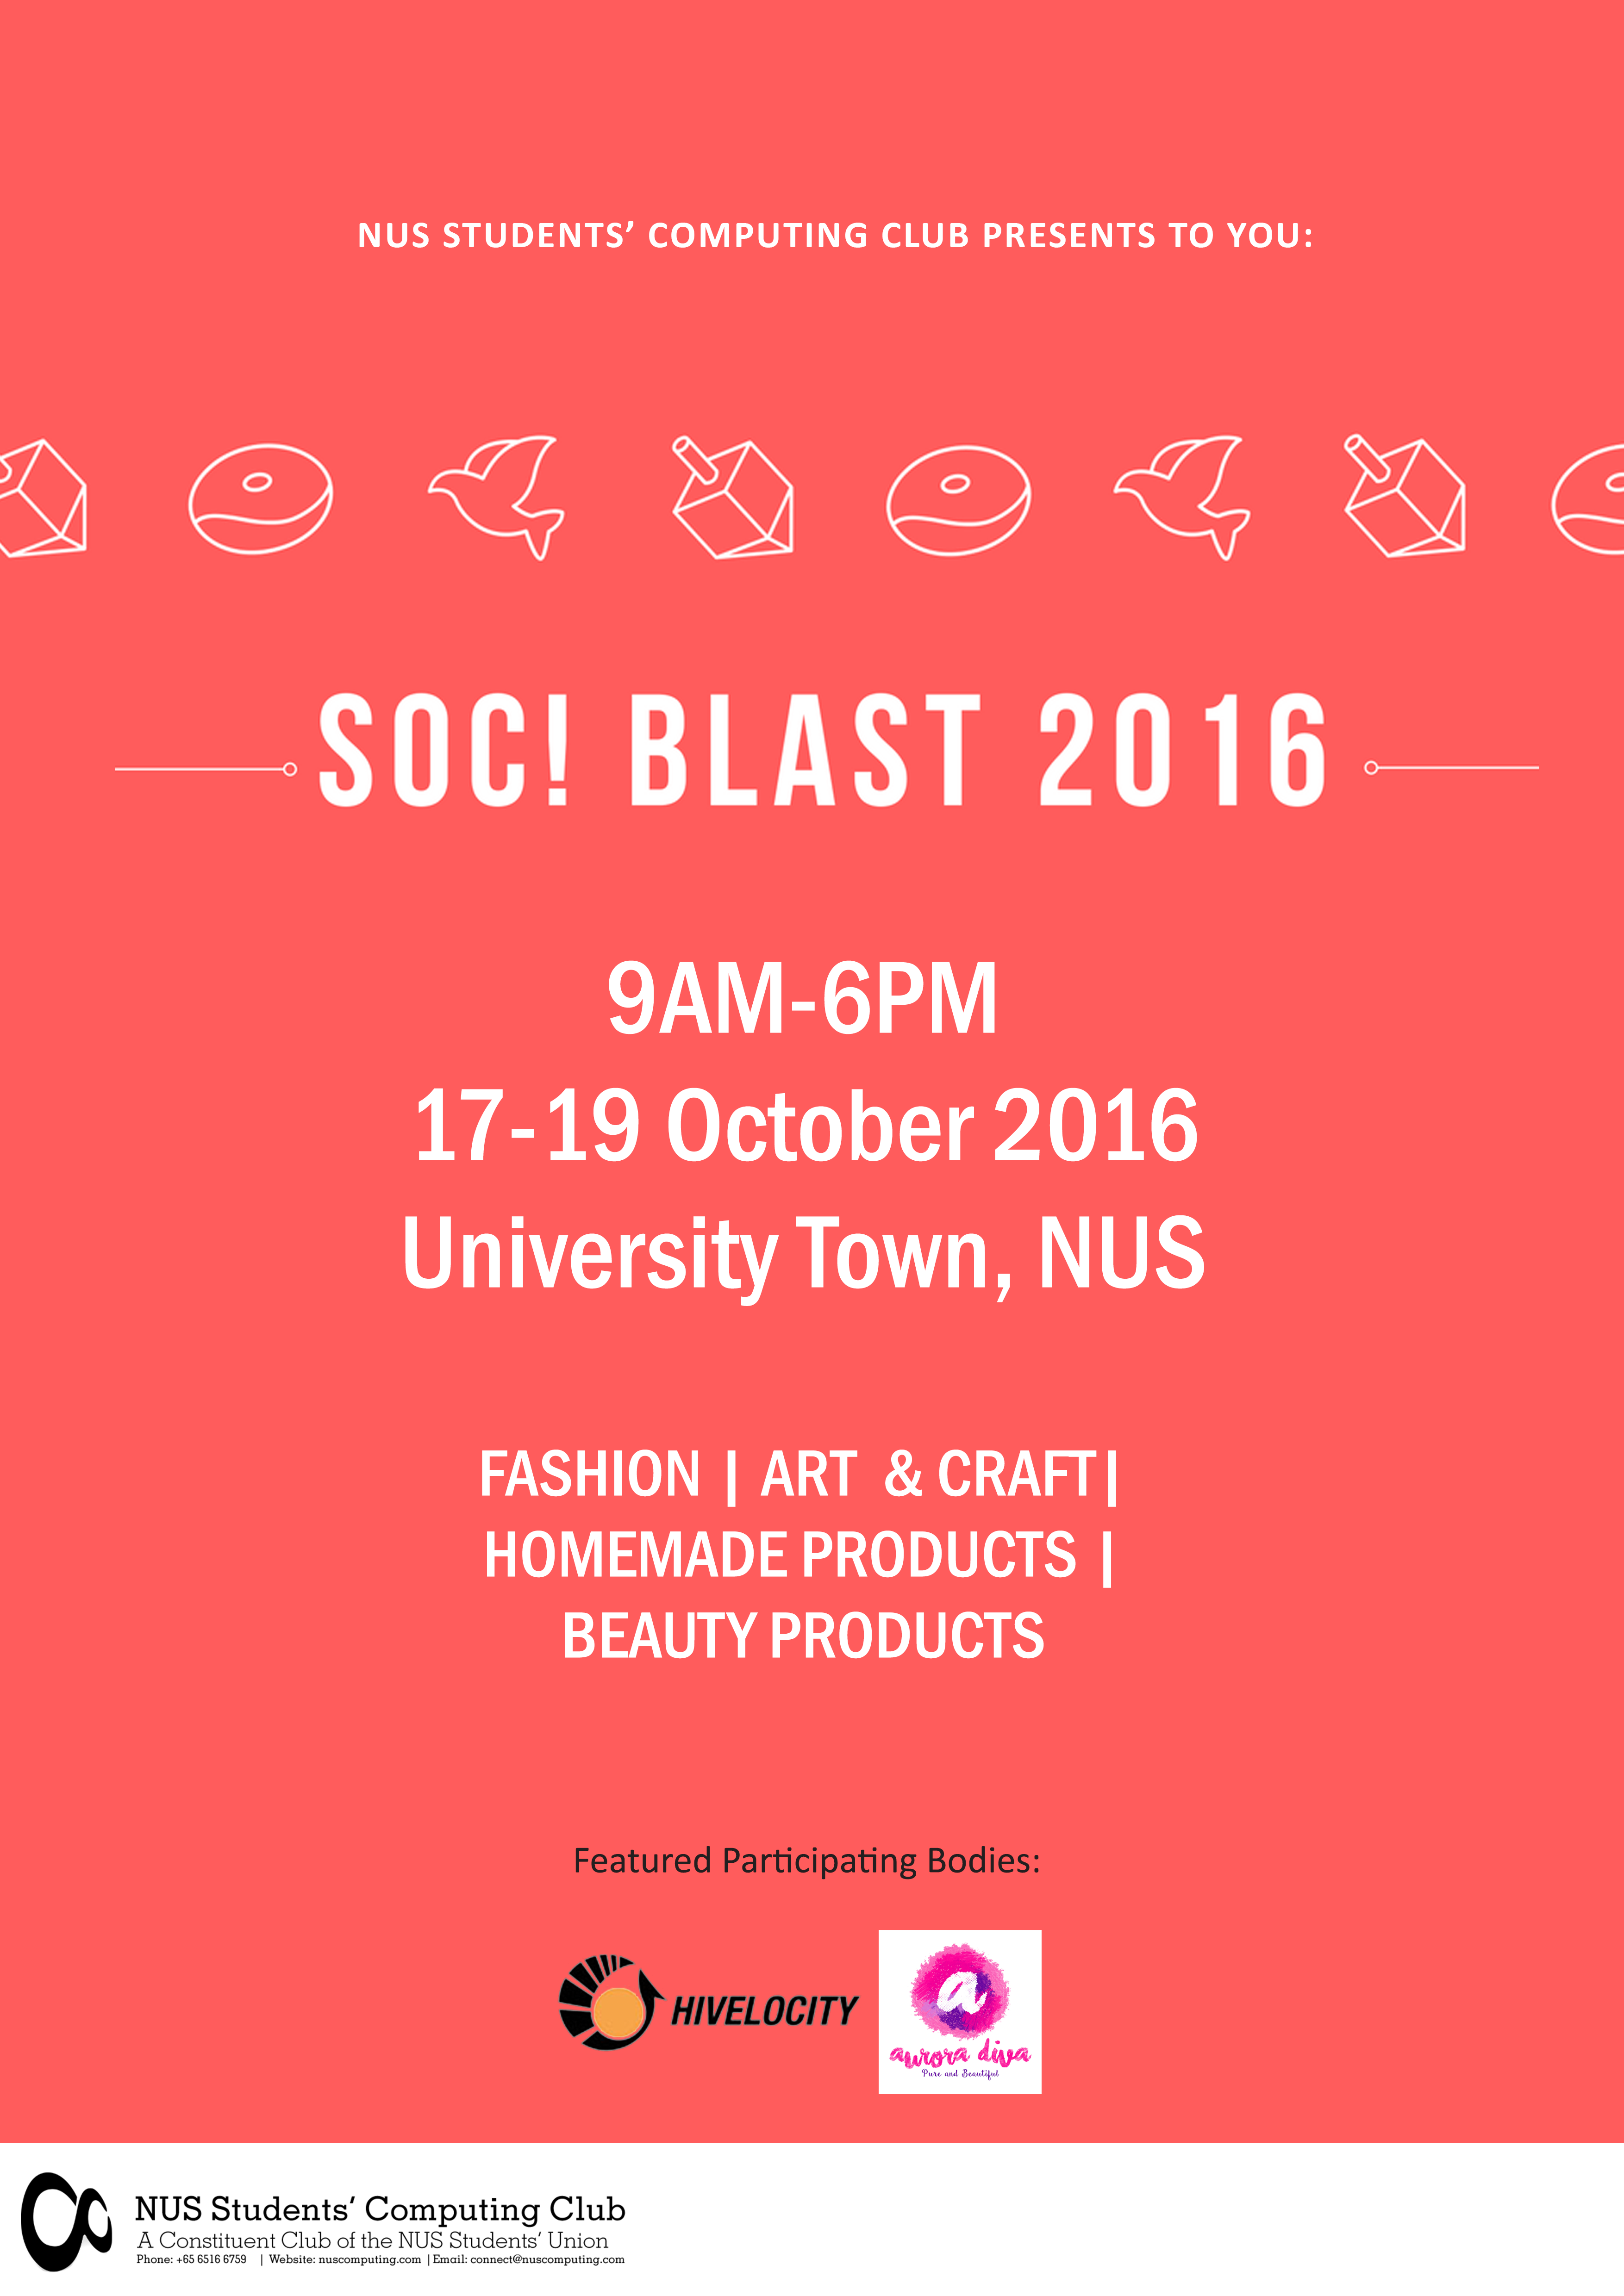 NUS STUDENTS’ COMPUTING CLUB PRESENTS TO YOU:
SOC! BLAST 2016
9AM-6PM
17-19 October 2016
University Town, NUS
FASHION | ART & CRAFT|
HOMEMADE PRODUCTS |
BEAUTY PRODUCTS
Featured Participating Bodies:
HIVELOCITY
a
aurora diva
Pure and Beautiful
NUS Students’ Computing Club
A Constituent Club of the NUS Students’ Union
Phone: +65 6516 6759 | Website: nuscomputing.com | Email: connect@nuscomputing.com